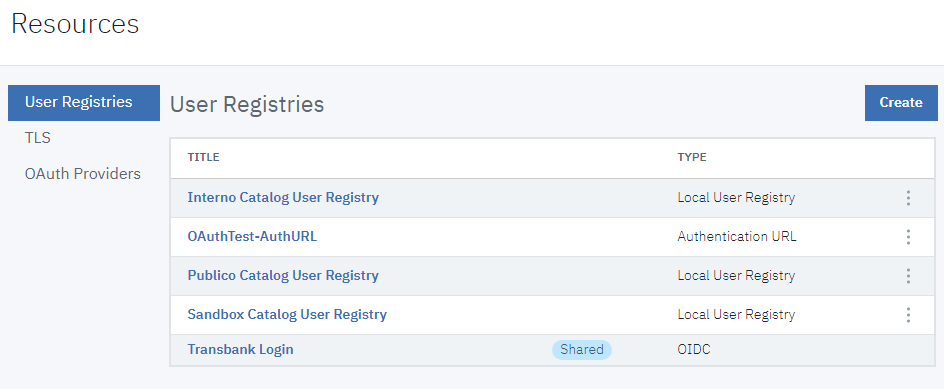 Resources
User Registries
TLS
OAuth Providers
User Registries
Create
TITLE TYPE
Interno Catalog User Registry Local User Registry
OAuthTest-AuthURL Authentication URL
Publico Catalog User Registry Local User Registry
Sandbox Catalog User Registry Local User Registry
Transbank Login Shared OIDC